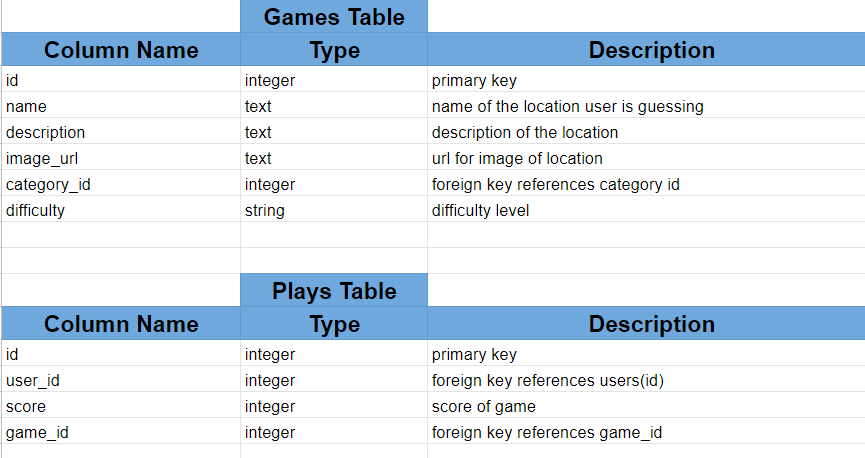 Games Table
Column Name Type Description
id integer primary key
name text name of the location user is guessing
description text description of the location
image_url text url for image of location
category_id integer foreign key references category id
difficulty string difficulty level
Plays Table
Column Name Type Description
id integer primary key
user_id integer foreign key references users(id)
score integer score of game
game_id integer foreign key references game_id